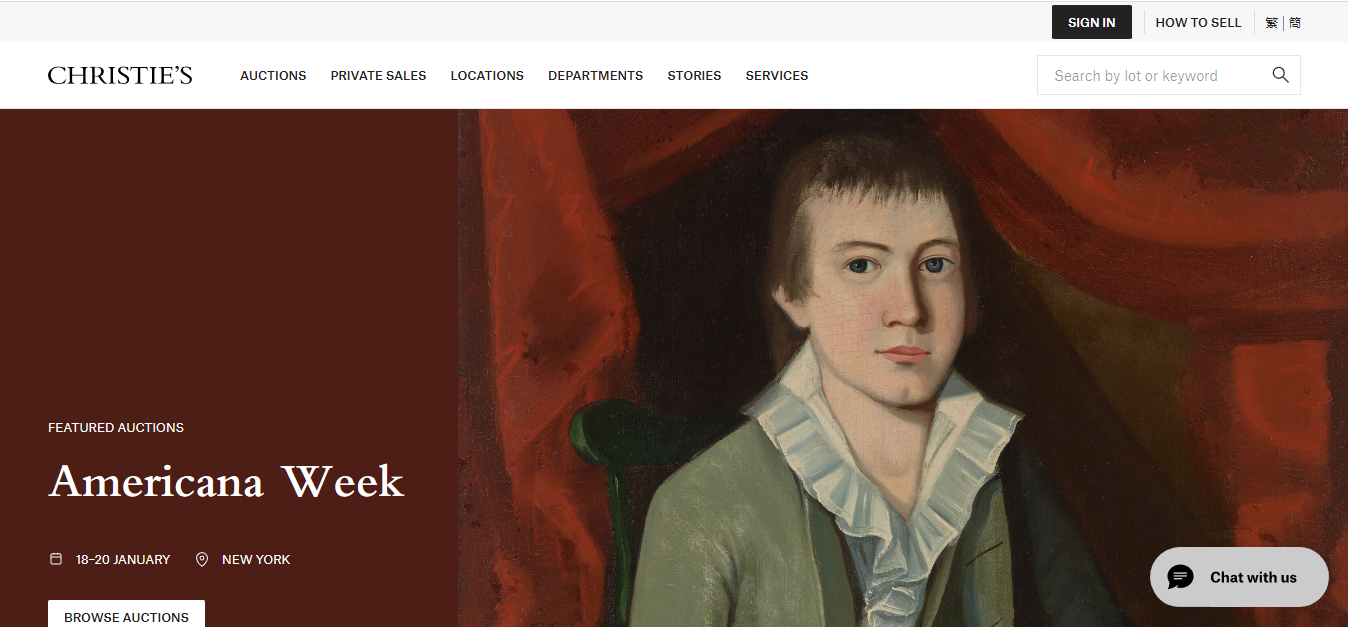 SIGN IN
HOW TO SELL
繁 | 簡
CHRISTIE'S
AUCTIONS
PRIVATE SALES
LOCATIONS
DEPARTMENTS
STORIES
SERVICES
Search by lot or keyword
FEATURED AUCTIONS
Americana Week
18–20 JANUARY
NEW YORK
BROWSE AUCTIONS
Chat with us